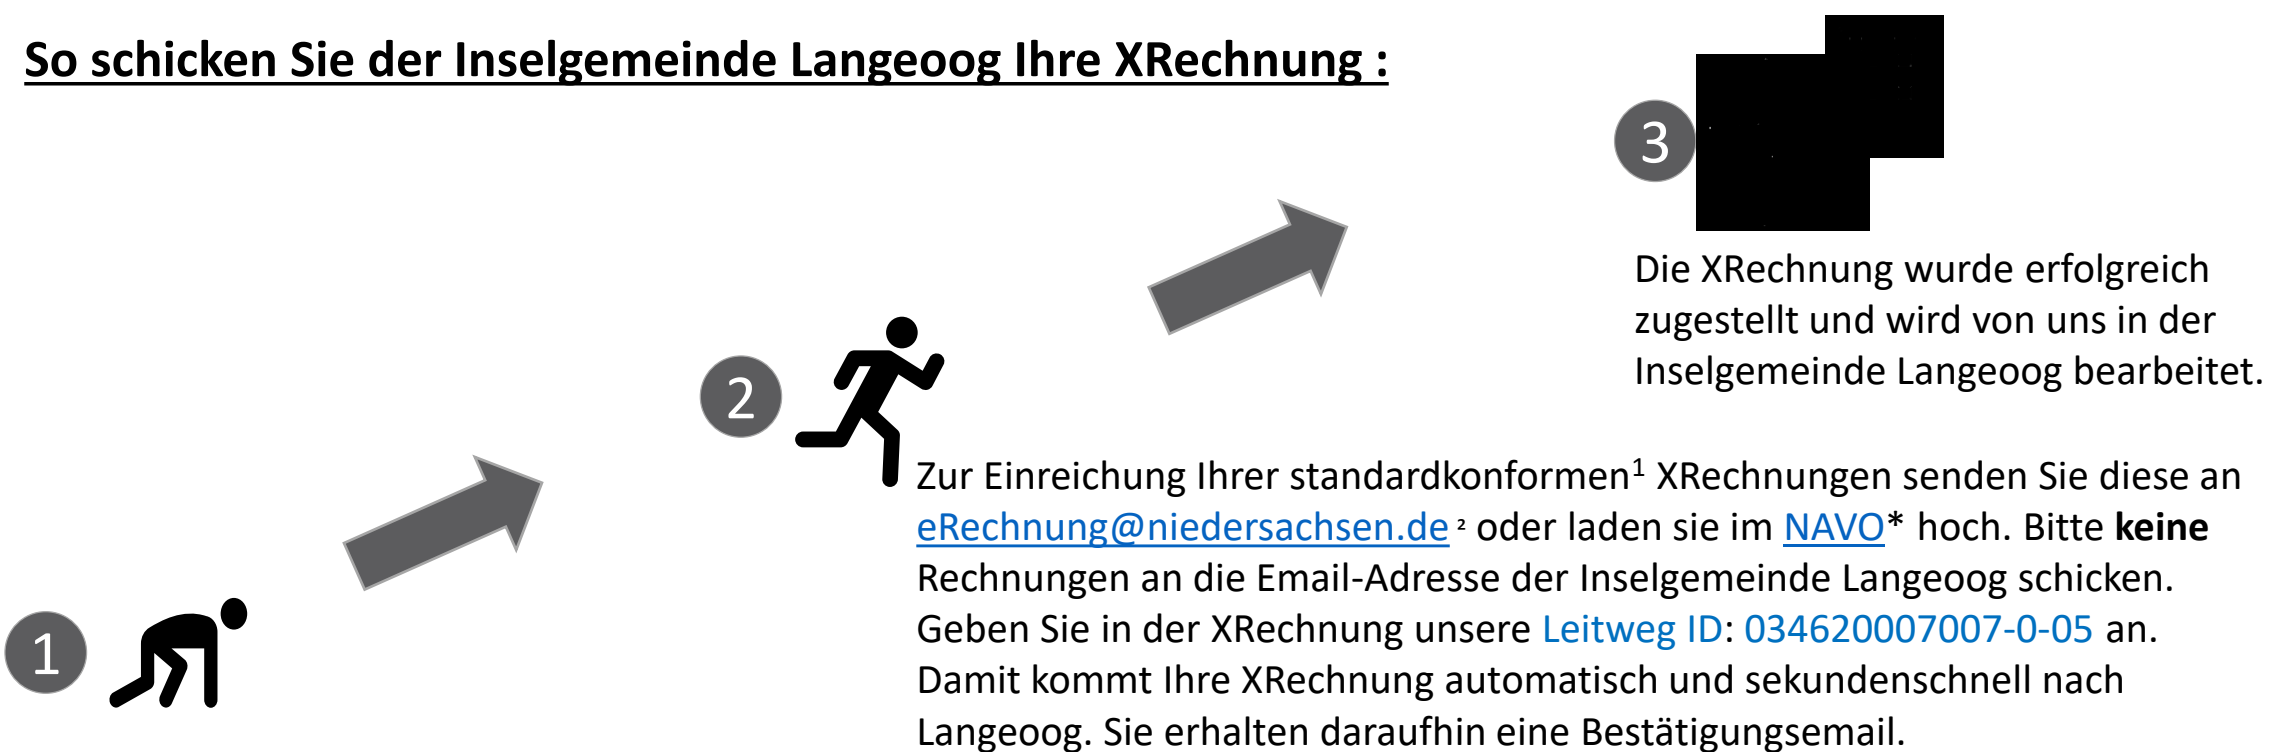 So schicken Sie der Inselgemeinde Langeoog Ihre XRechnung :
3
Die XRechnung wurde erfolgreich
zugestellt und wird von uns in der
Inselgemeinde Langeoog bearbeitet.
2
Zur Einreichung Ihrer standardkonformen¹ XRechnungen senden Sie diese an
eRechnung@niedersachsen.de ² oder laden sie im NAVO* hoch. Bitte keine
Rechnungen an die Email-Adresse der Inselgemeinde Langeoog schicken.
Geben Sie in der XRechnung unsere Leitweg ID: 034620007007-0-05 an.
Damit kommt Ihre XRechnung automatisch und sekundenschnell nach
Langeoog. Sie erhalten daraufhin eine Bestätigungsemail.
1